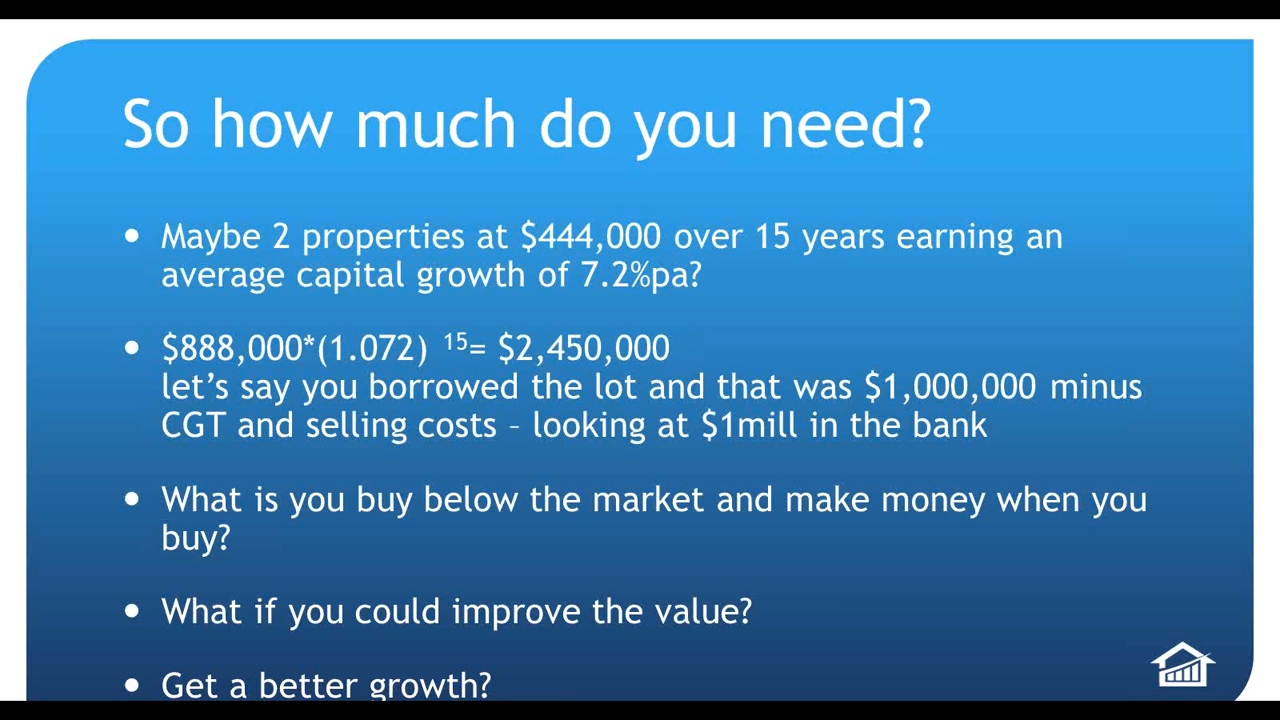 So how much do you need?
• Maybe 2 properties at $444,000 over 15 years earning an
average capital growth of 7.2%pa?
• $888,000*(1.072) ¹⁵= $2,450,000
let’s say you borrowed the lot and that was $1,000,000 minus
CGT and selling costs – looking at $1mill in the bank
• What is you buy below the market and make money when you
buy?
• What if you could improve the value?
• Get a better growth?